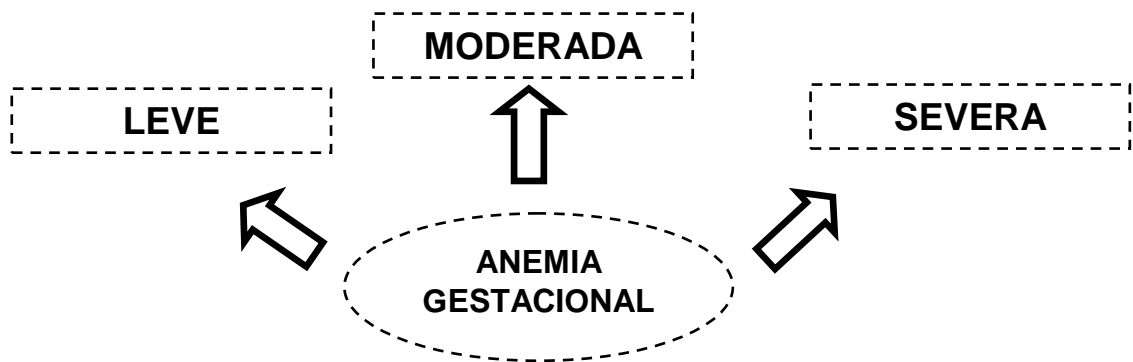 MODERADA
LEVE
SEVERA
ANEMIA
GESTACIONAL